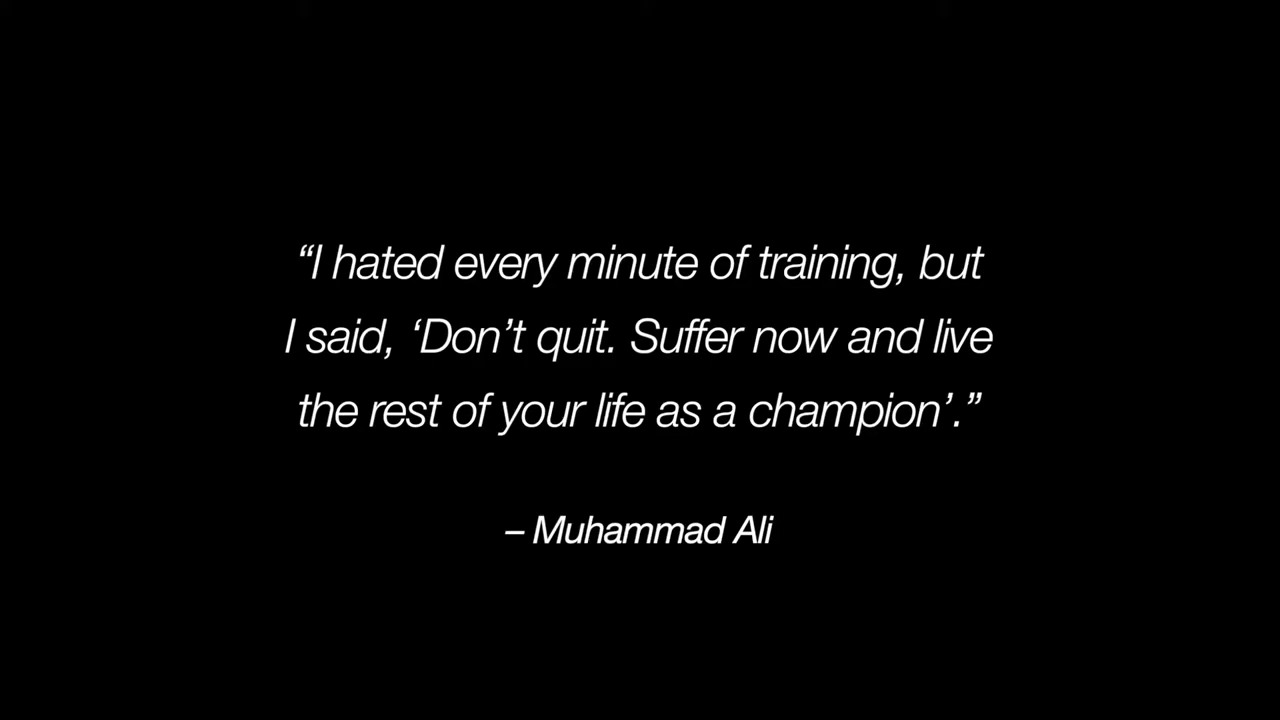 “I hated every minute of training, but
I said, ‘Don’t quit. Suffer now and live
the rest of your life as a champion’.”
– Muhammad Ali